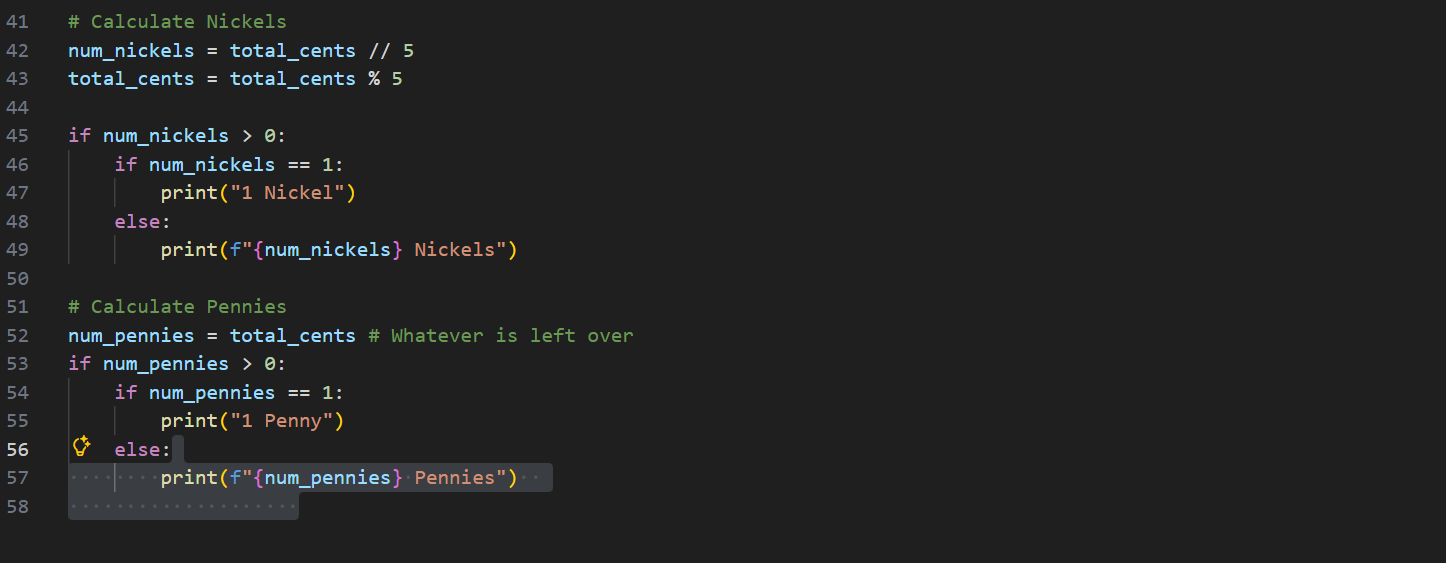 41 # Calculate Nickels
42 num_nickels = total_cents // 5
43 total_cents = total_cents % 5
44
45 if num_nickels > 0:
46     if num_nickels == 1:
47         print("1 Nickel")
48     else:
49         print(f"{num_nickels} Nickels")
50
51 # Calculate Pennies
52 num_pennies = total_cents # Whatever is left over
53 if num_pennies > 0:
54     if num_pennies == 1:
55         print("1 Penny")
56     else:
57         print(f"{num_pennies} Pennies")
58